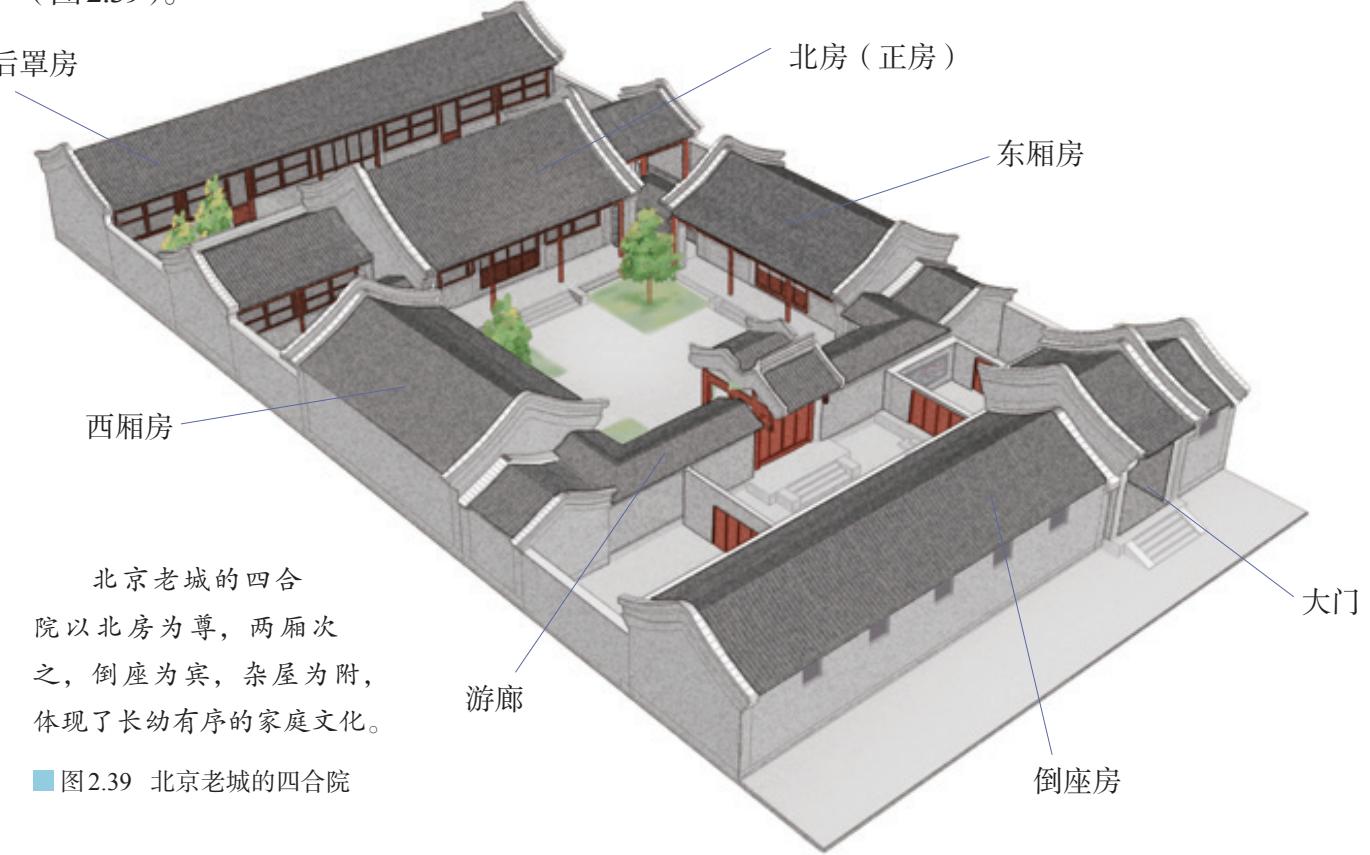 （图2.39）。
后罩房
北房（正房）
东厢房
西厢房
北京老城的四合
院以北房为尊，两厢次
之，倒座为宾，杂屋为附，
体现了长幼有序的家庭文化。
大门
游廊
倒座房
图2.39 北京老城的四合院